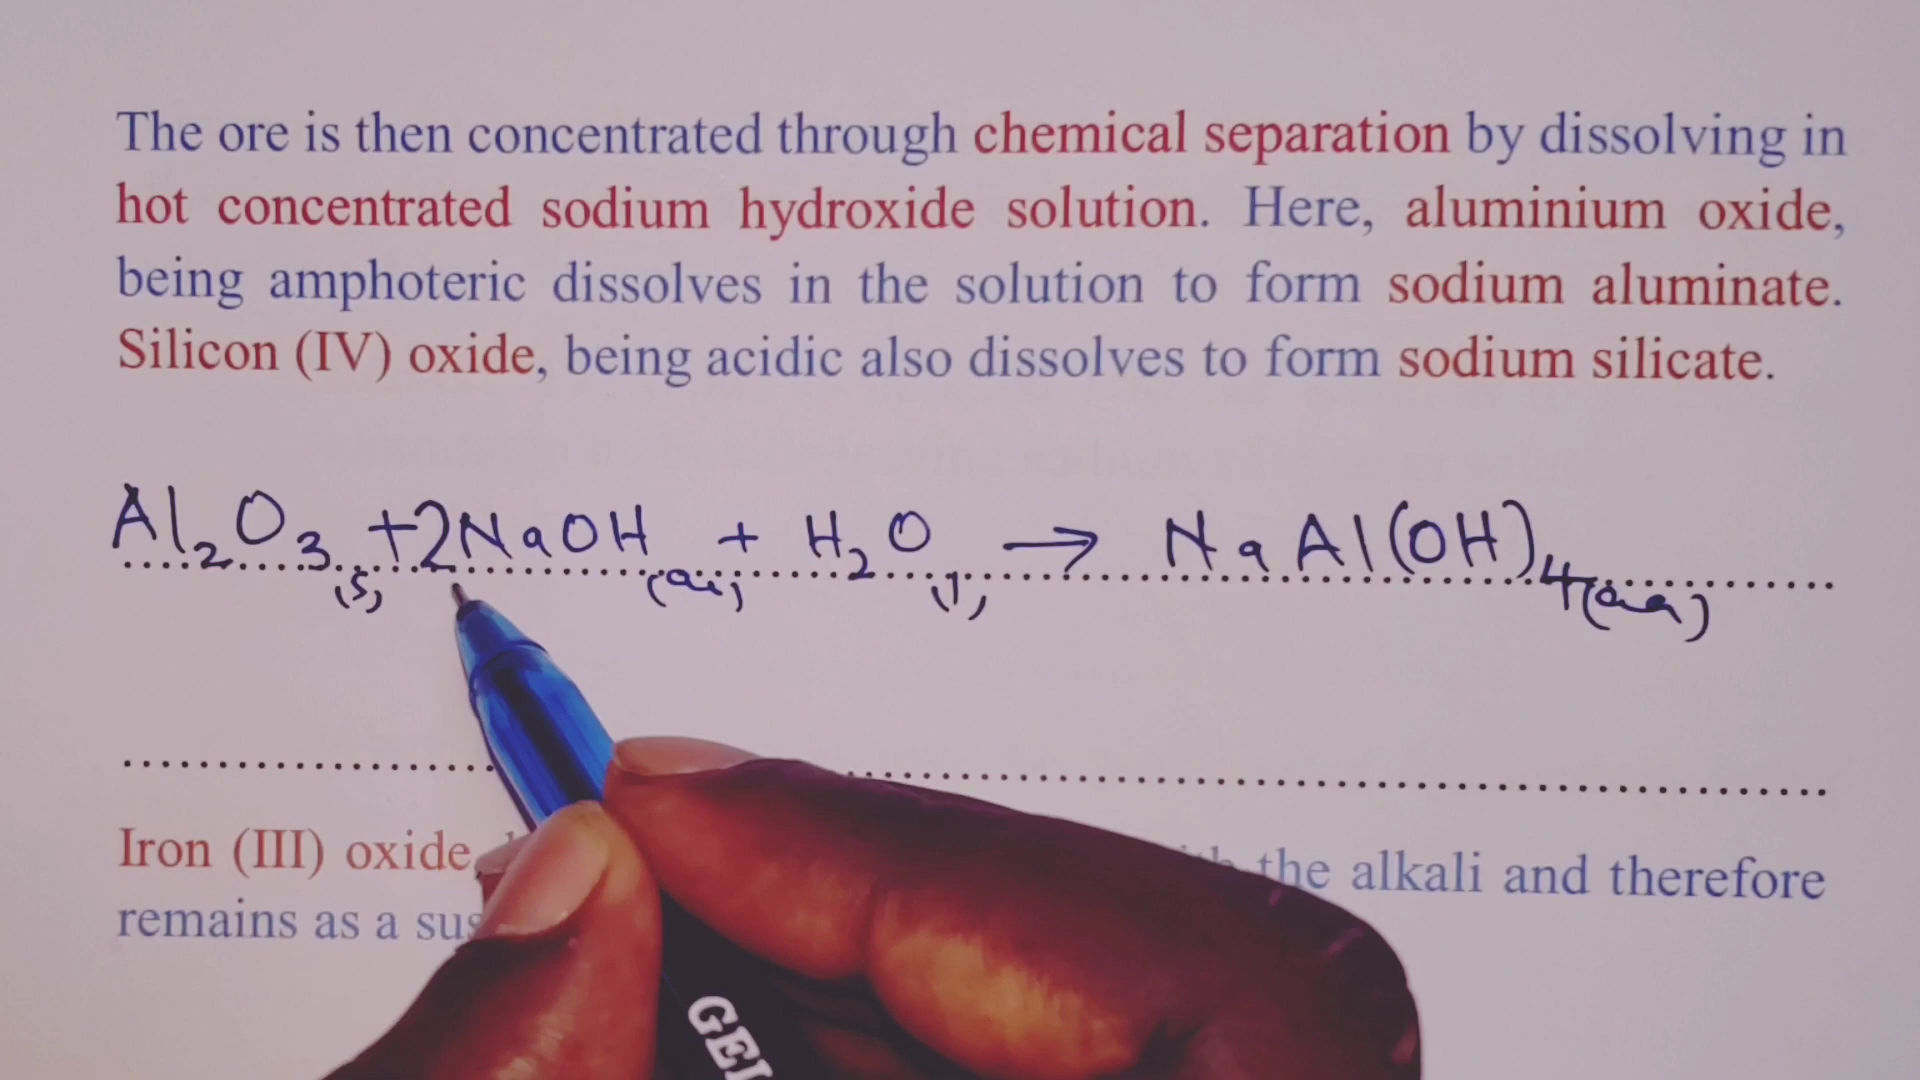 The ore is then concentrated through chemical separation by dissolving in
hot concentrated sodium hydroxide solution. Here, aluminium oxide,
being amphoteric dissolves in the solution to form sodium aluminate.
Silicon (IV) oxide, being acidic also dissolves to form sodium silicate.
Al₂O₃(s) + 2NaOH(aq) + H₂O(l) → NaAl(OH)₄(aq)
Iron (III) oxide, the alkali and therefore
remains as a